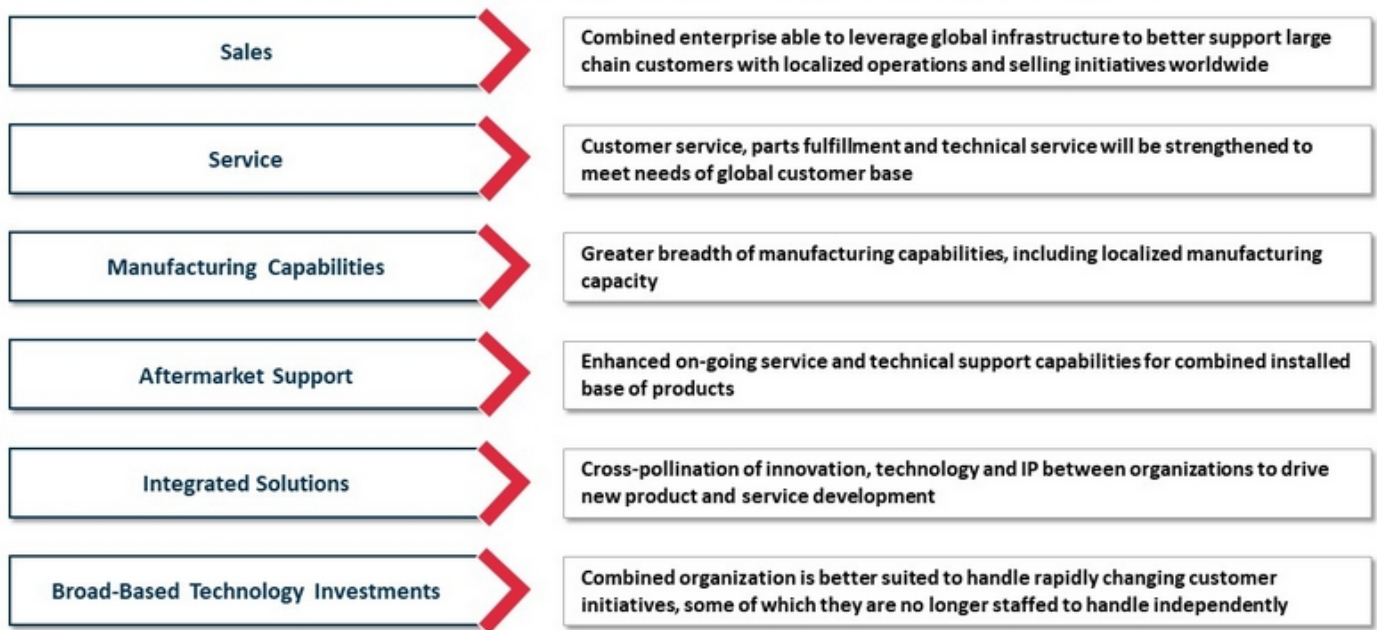 Sales
Combined enterprise able to leverage global infrastructure to better support large
chain customers with localized operations and selling initiatives worldwide
Service
Customer service, parts fulfillment and technical service will be strengthened to
meet needs of global customer base
Manufacturing Capabilities
Greater breadth of manufacturing capabilities, including localized manufacturing
capacity
Aftermarket Support
Enhanced on-going service and technical support capabilities for combined installed
base of products
Integrated Solutions
Cross-pollination of innovation, technology and IP between organizations to drive
new product and service development
Broad-Based Technology Investments
Combined organization is better suited to handle rapidly changing customer
initiatives, some of which they are no longer staffed to handle independently